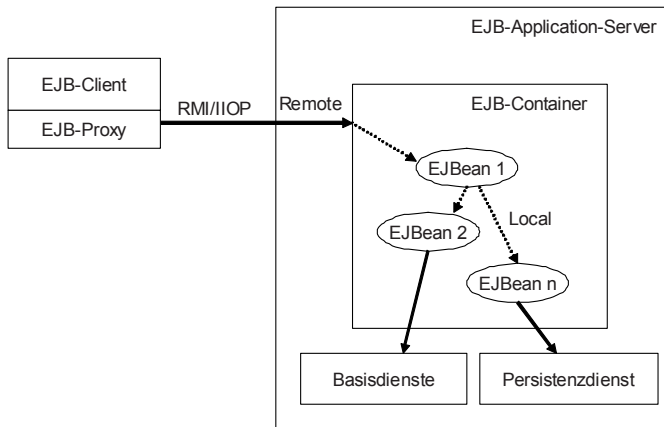 EJB-Application-Server
EJB-Client
EJB-Proxy
RMI/IIOP
Remote
EJB-Container
EJBean 1
EJBean 2
Local
EJBean n
Basisdienste
Persistenzdienst